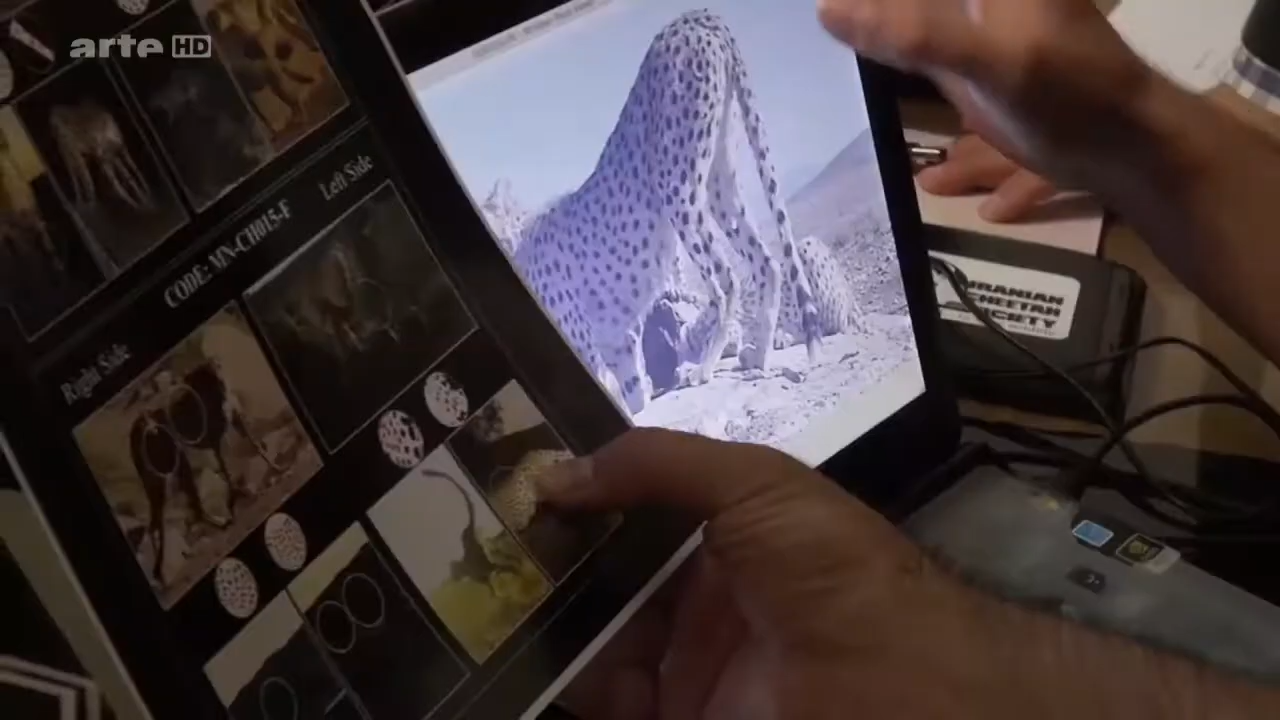 arte HD
Left Side
CODE: MN-CH015-F
Right Side
IRANIAN
CHEETAH
SOCIETY